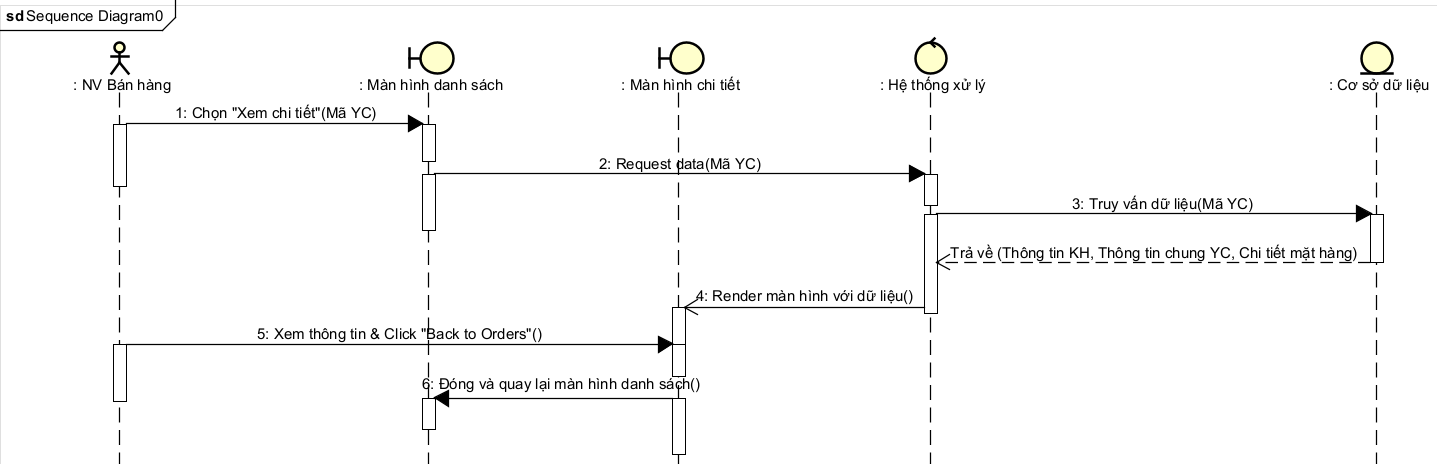 sd Sequence Diagram0
: NV Bán hàng
: Màn hình danh sách
: Màn hình chi tiết
: Hệ thống xử lý
: Cơ sở dữ liệu
1: Chọn "Xem chi tiết"(Mã YC)
2: Request data(Mã YC)
3: Truy vấn dữ liệu(Mã YC)
Trả về (Thông tin KH, Thông tin chung YC, Chi tiết mặt hàng)
4: Render màn hình với dữ liệu()
5: Xem thông tin & Click "Back to Orders"()
6: Đóng và quay lại màn hình danh sách()